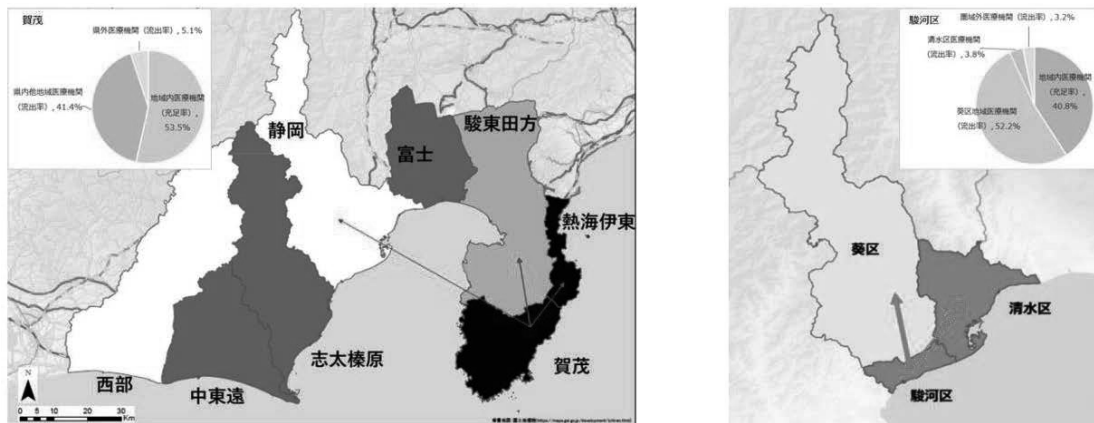 賀茂
県外医療機関(流出率), 5.1%
県内他地域医療機関
(流出率), 41.4%
地域内医療機関
(充足率),
53.5%
静岡
富士
駿東田方
熱海伊東
賀茂
志太榛原
中東遠
西部
N
0 5 10 20 30
Km
駿河区
圏域外医療機関(流出率), 3.2%
清水区医療機関
(流出率), 3.8%
地域内医療機関
(充足率),
40.8%
葵区地域医療機関
(流出率), 52.2%
葵区
清水区
駿河区